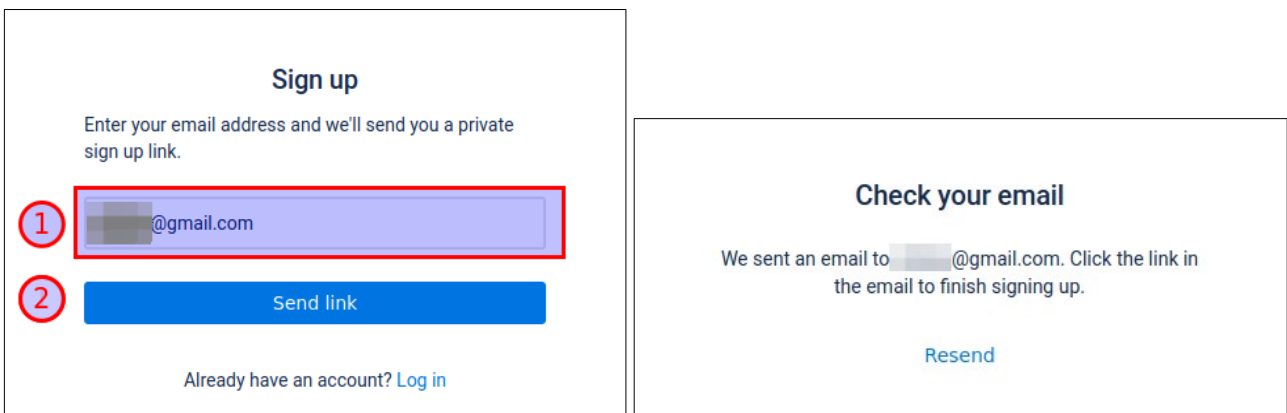 Sign up
Enter your email address and we'll send you a private
sign up link.
1
@gmail.com
2
Send link
Already have an account? Log in
Check your email
We sent an email to @gmail.com. Click the link in
the email to finish signing up.
Resend